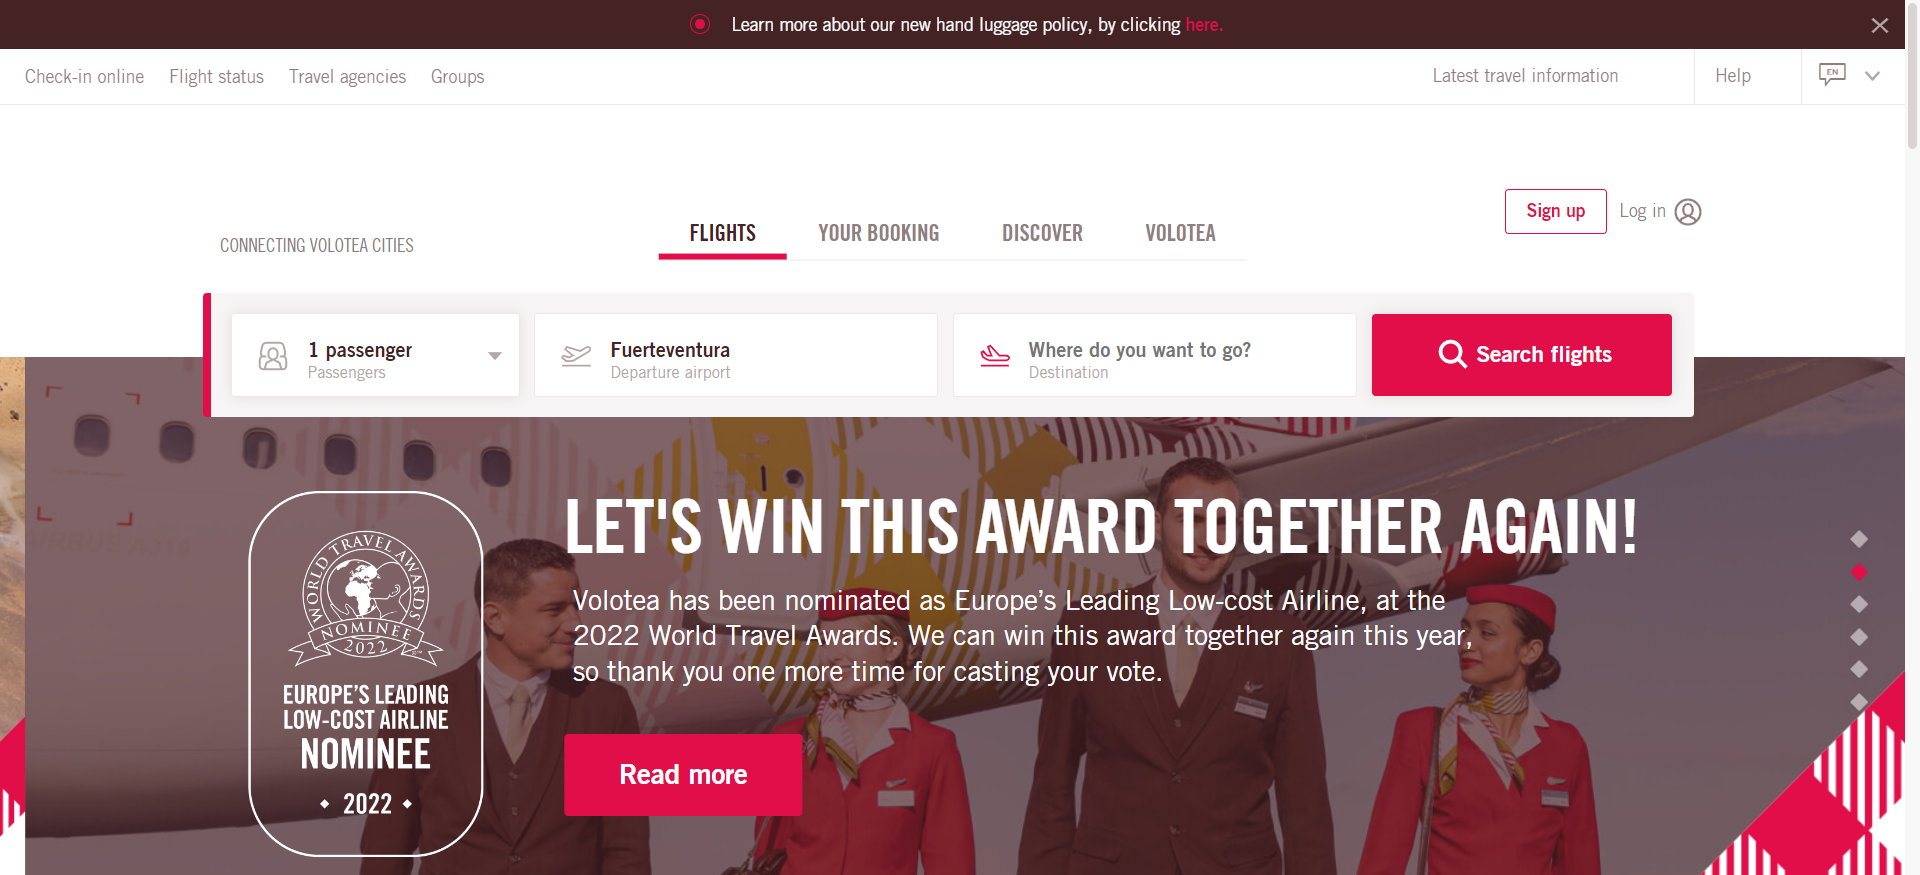 Learn more about our new hand luggage policy, by clicking here.
Check-in online
Flight status
Travel agencies
Groups
Latest travel information
Help
EN
Sign up
Log in
CONNECTING VOLOTEA CITIES
FLIGHTS
YOUR BOOKING
DISCOVER
VOLOTEA
1 passenger
Passengers
Fuerteventura
Departure airport
Where do you want to go?
Destination
Search flights
AIRBUS A319
WORLD TRAVEL AWARDS
NOMINEE
2022
EUROPE'S LEADING
LOW-COST AIRLINE
NOMINEE
2022
LET'S WIN THIS AWARD TOGETHER AGAIN!
Volotea has been nominated as Europe’s Leading Low-cost Airline, at the
2022 World Travel Awards. We can win this award together again this year,
so thank you one more time for casting your vote.
Read more